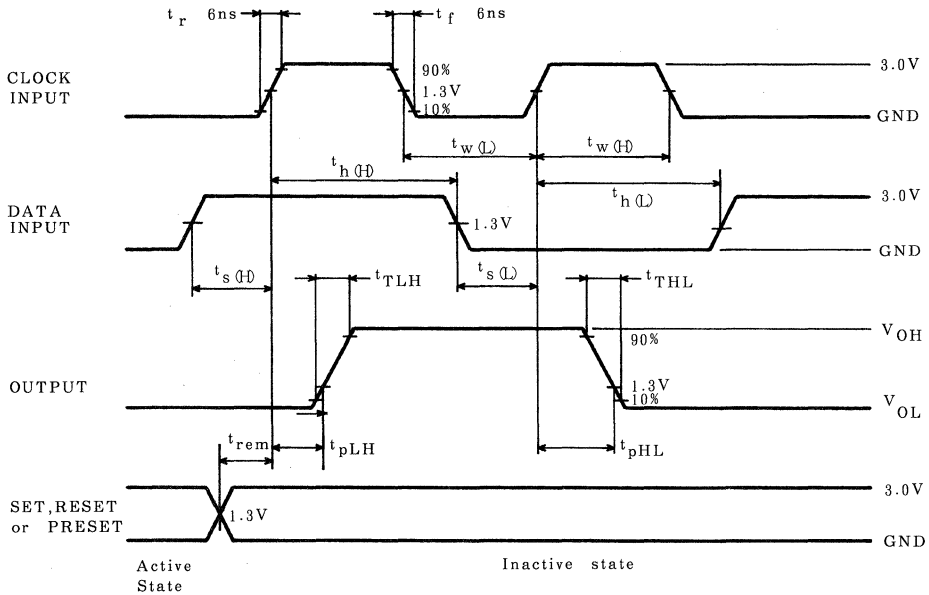 t r 6ns
t f 6ns
CLOCK
INPUT
90%
1.3V
10%
3.0V
GND
t w(L)
t w(H)
t h(H)
t h(L)
DATA
INPUT
1.3V
3.0V
GND
t s(H)
t TLH
t s(L)
t THL
OUTPUT
90%
1.3V
10%
V OH
V OL
t rem
t pLH
t pHL
SET,RESET
or PRESET
1.3V
3.0V
GND
Active
State
Inactive state